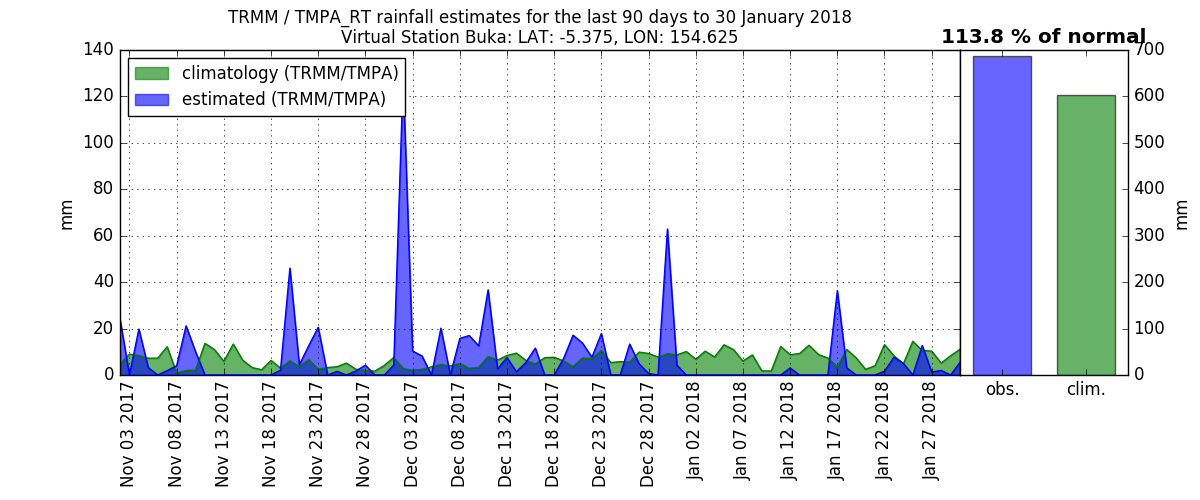 TRMM / TMPA_RT rainfall estimates for the last 90 days to 30 January 2018
Virtual Station Buka: LAT: -5.375, LON: 154.625
113.8 % of normal
climatology (TRMM/TMPA)
estimated (TRMM/TMPA)
mm
140
120
100
80
60
40
20
0
Nov 03 2017
Nov 08 2017
Nov 13 2017
Nov 18 2017
Nov 23 2017
Nov 28 2017
Dec 03 2017
Dec 08 2017
Dec 13 2017
Dec 18 2017
Dec 23 2017
Dec 28 2017
Jan 02 2018
Jan 07 2018
Jan 12 2018
Jan 17 2018
Jan 22 2018
Jan 27 2018
700
600
500
400
300
200
100
0
mm
obs.
clim.